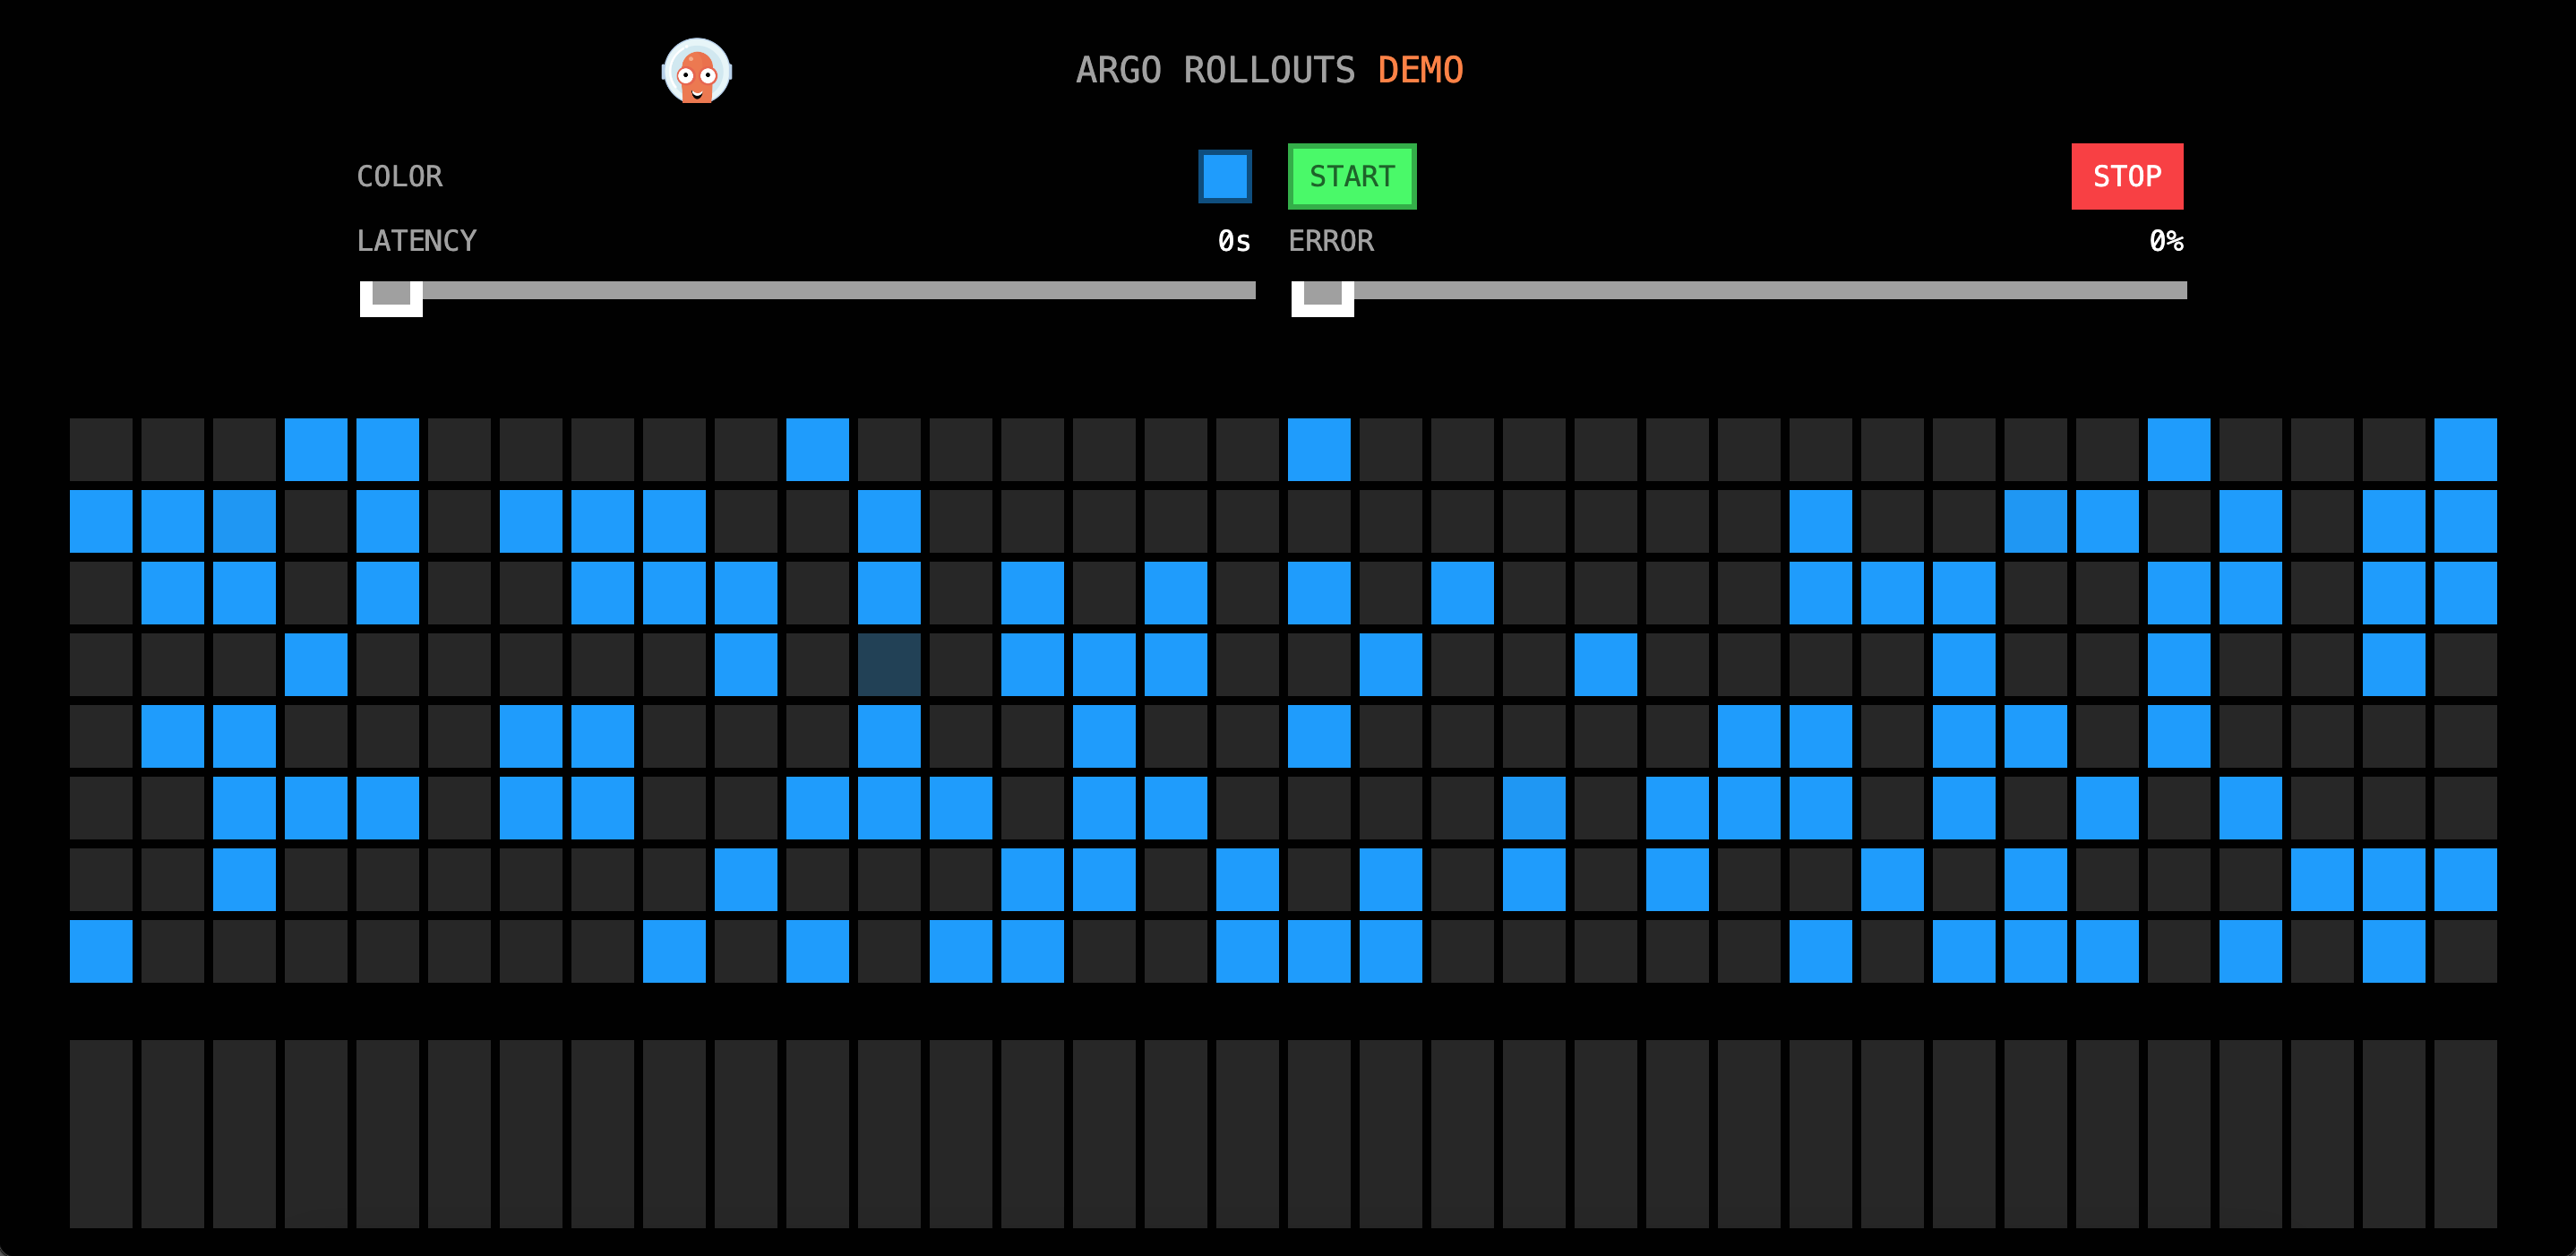 ARGO ROLLOUTS DEMO
COLOR
START
STOP
LATENCY
0s
ERROR
0%